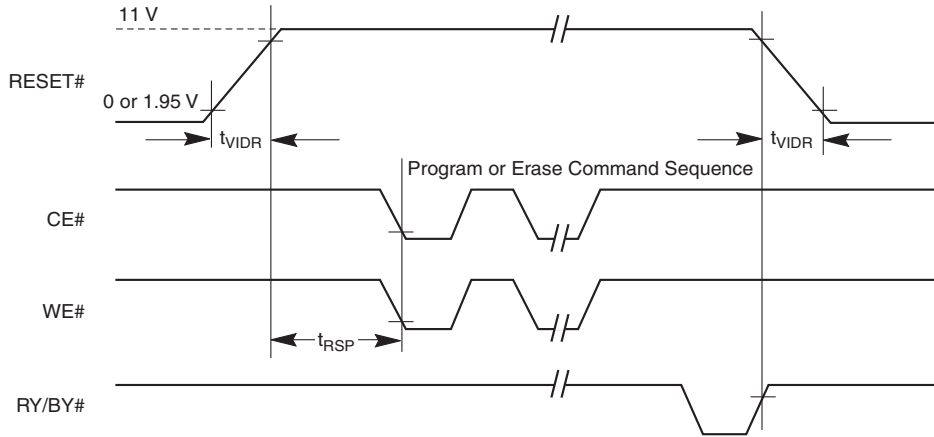 11 V
RESET#
0 or 1.95 V
tVIDR
tVIDR
Program or Erase Command Sequence
CE#
WE#
tRSP
RY/BY#